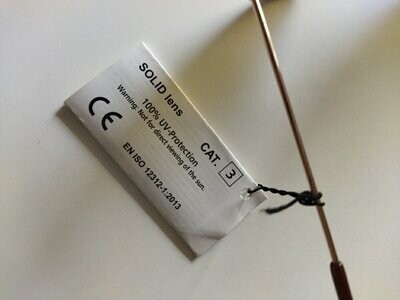 SOLID lens
CAT. 3
100% UV-Protection
Warning: Not for direct viewing of the sun.
CE
EN ISO 12312-1:2013